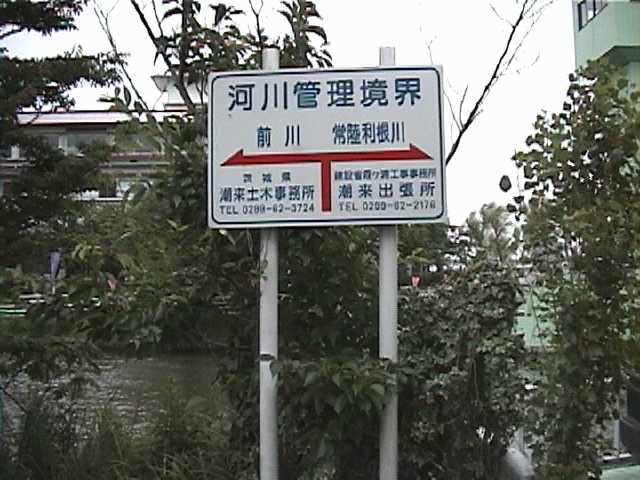 河川管理境界
前川 常陸利根川
茨城県 建設省霞ヶ浦工事事務所
潮来土木事務所 潮来出張所
TEL 0299-62-3724 TEL 0299-62-2176